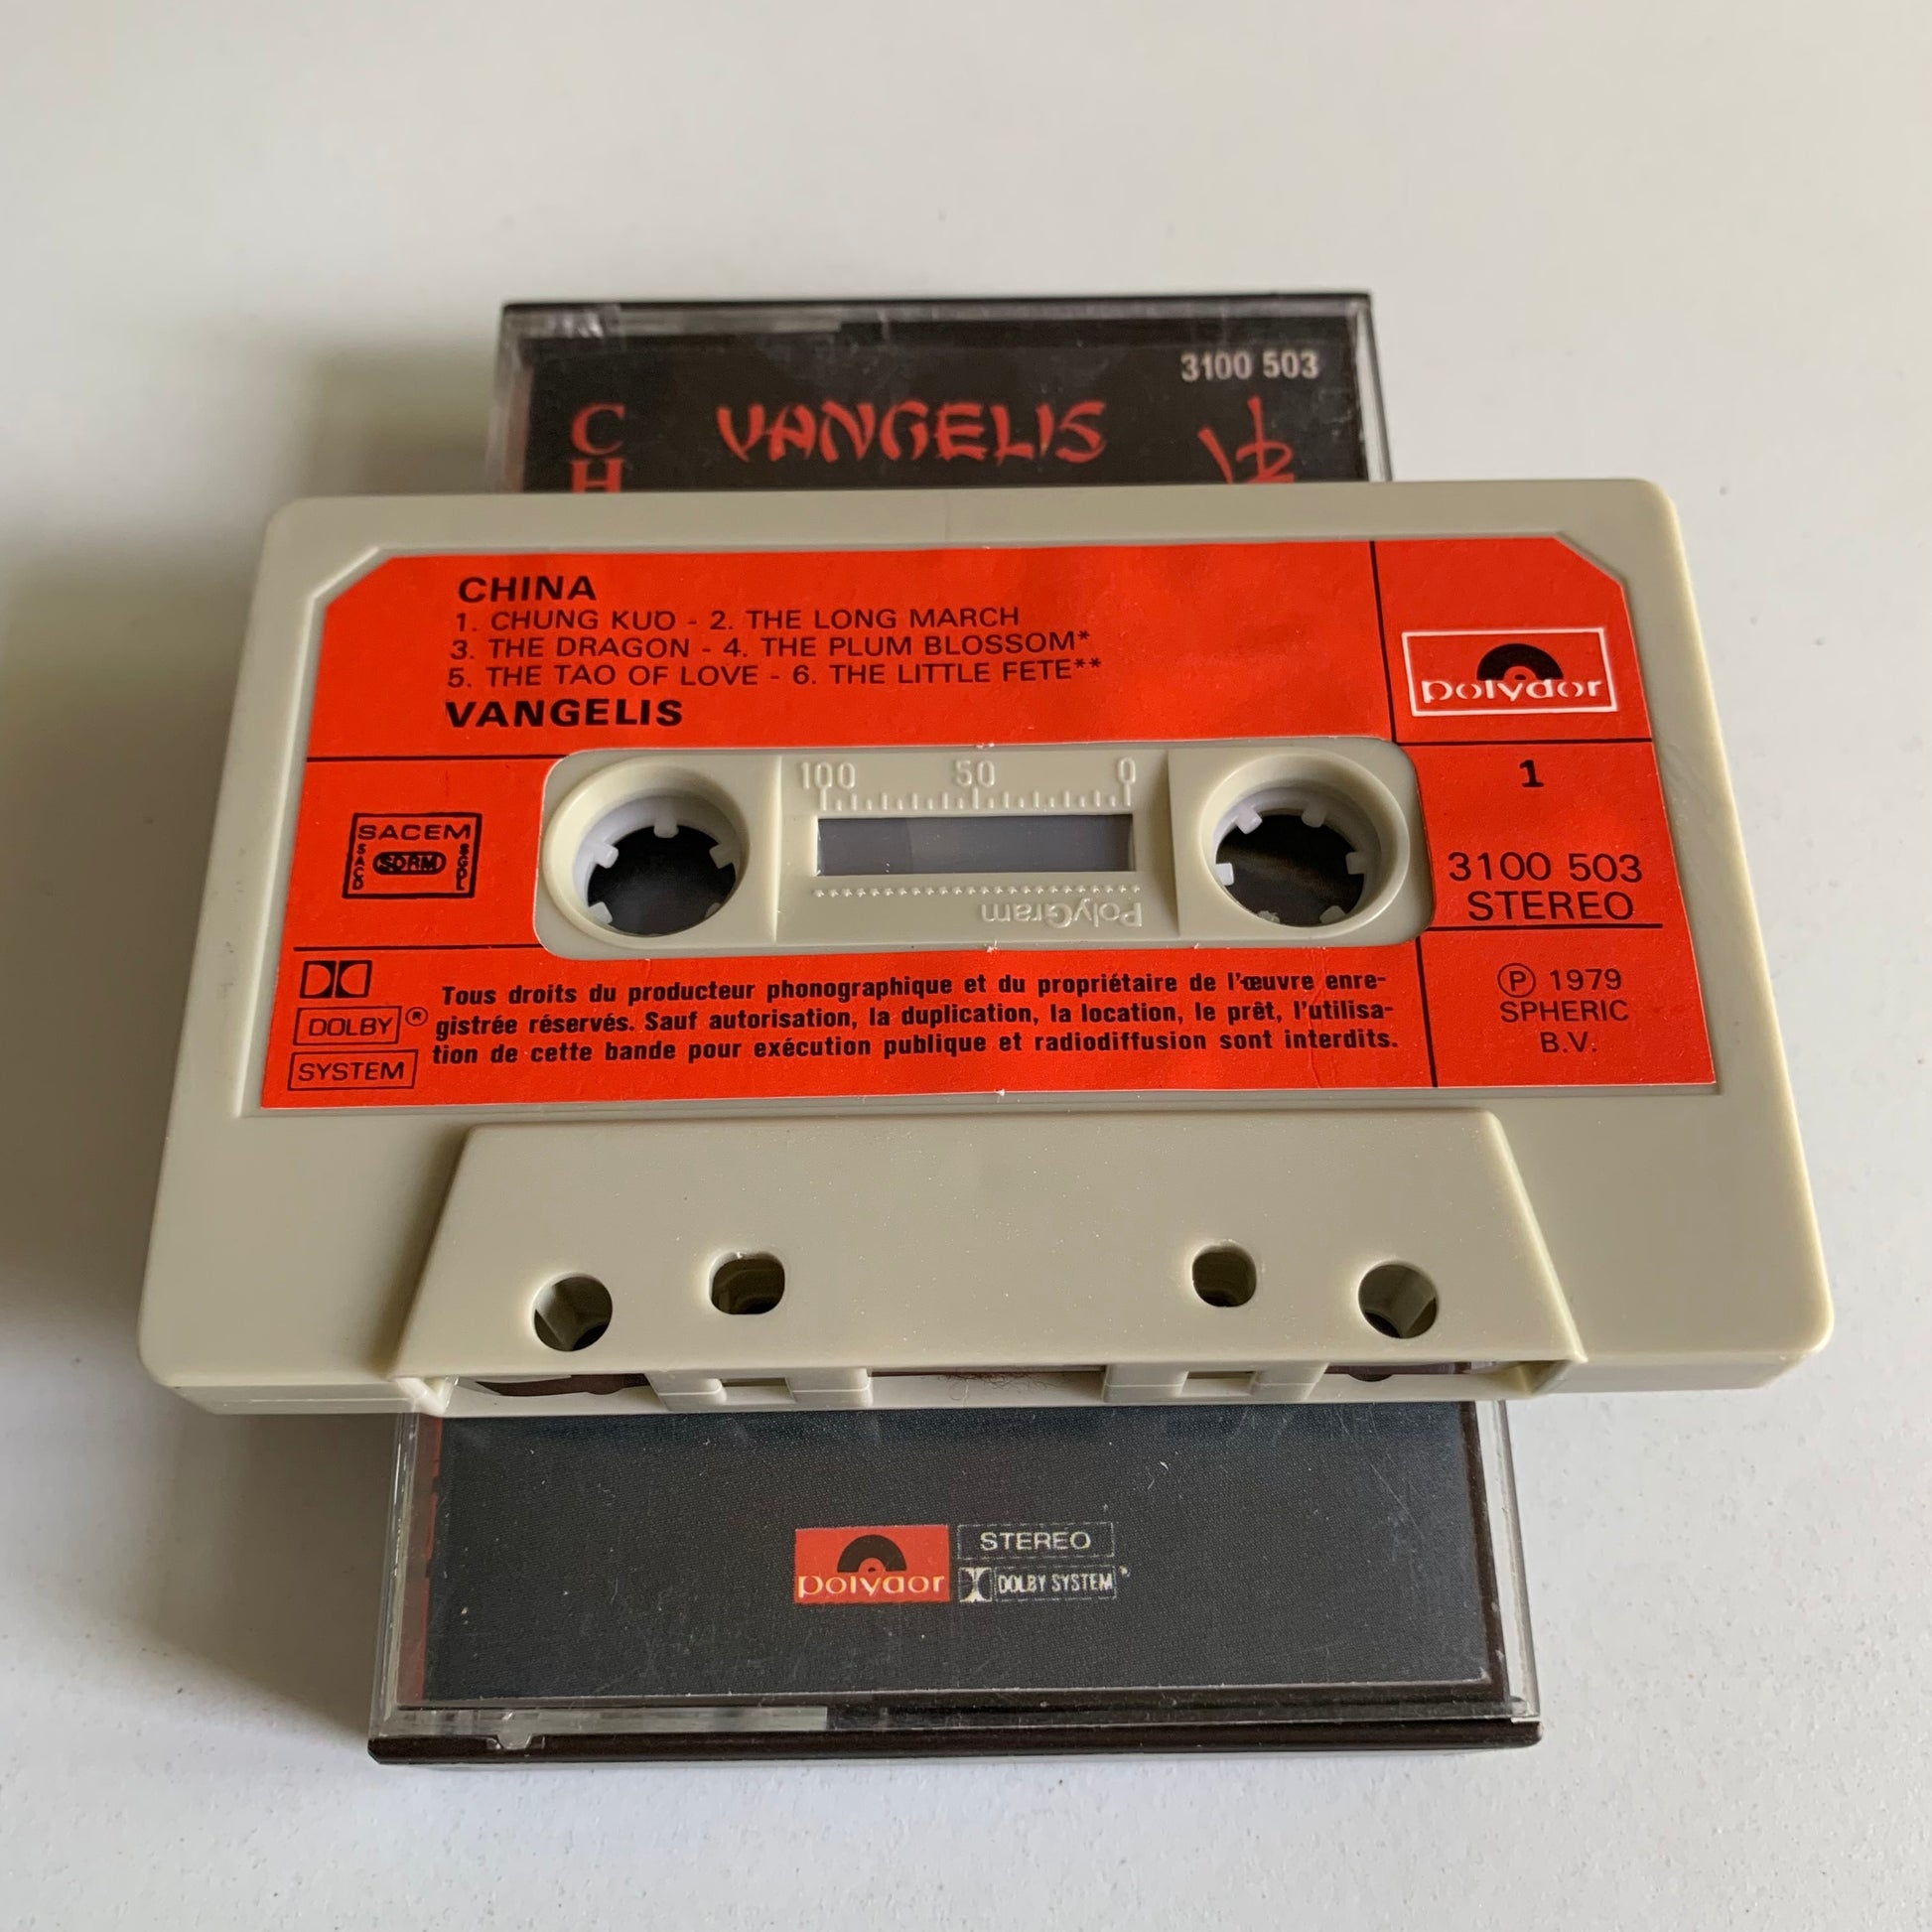 3100 503
C VANGELIS
H
CHINA
1. CHUNG KUO - 2. THE LONG MARCH
3. THE DRAGON - 4. THE PLUM BLOSSOM*
5. THE TAO OF LOVE - 6. THE LITTLE FETE**
VANGELIS
polydor
100 50 0
1
SACEM
SACD SDRM SGDL
PolyGram
3100 503
STEREO
DOLBY ®
SYSTEM
Tous droits du producteur phonographique et du propriétaire de l'œuvre enre-
gistrée réservés. Sauf autorisation, la duplication, la location, le prêt, l'utilisa-
tion de cette bande pour exécution publique et radiodiffusion sont interdits.
Ⓟ 1979
SPHERIC
B.V.
polydor
STEREO
DOLBY SYSTEM